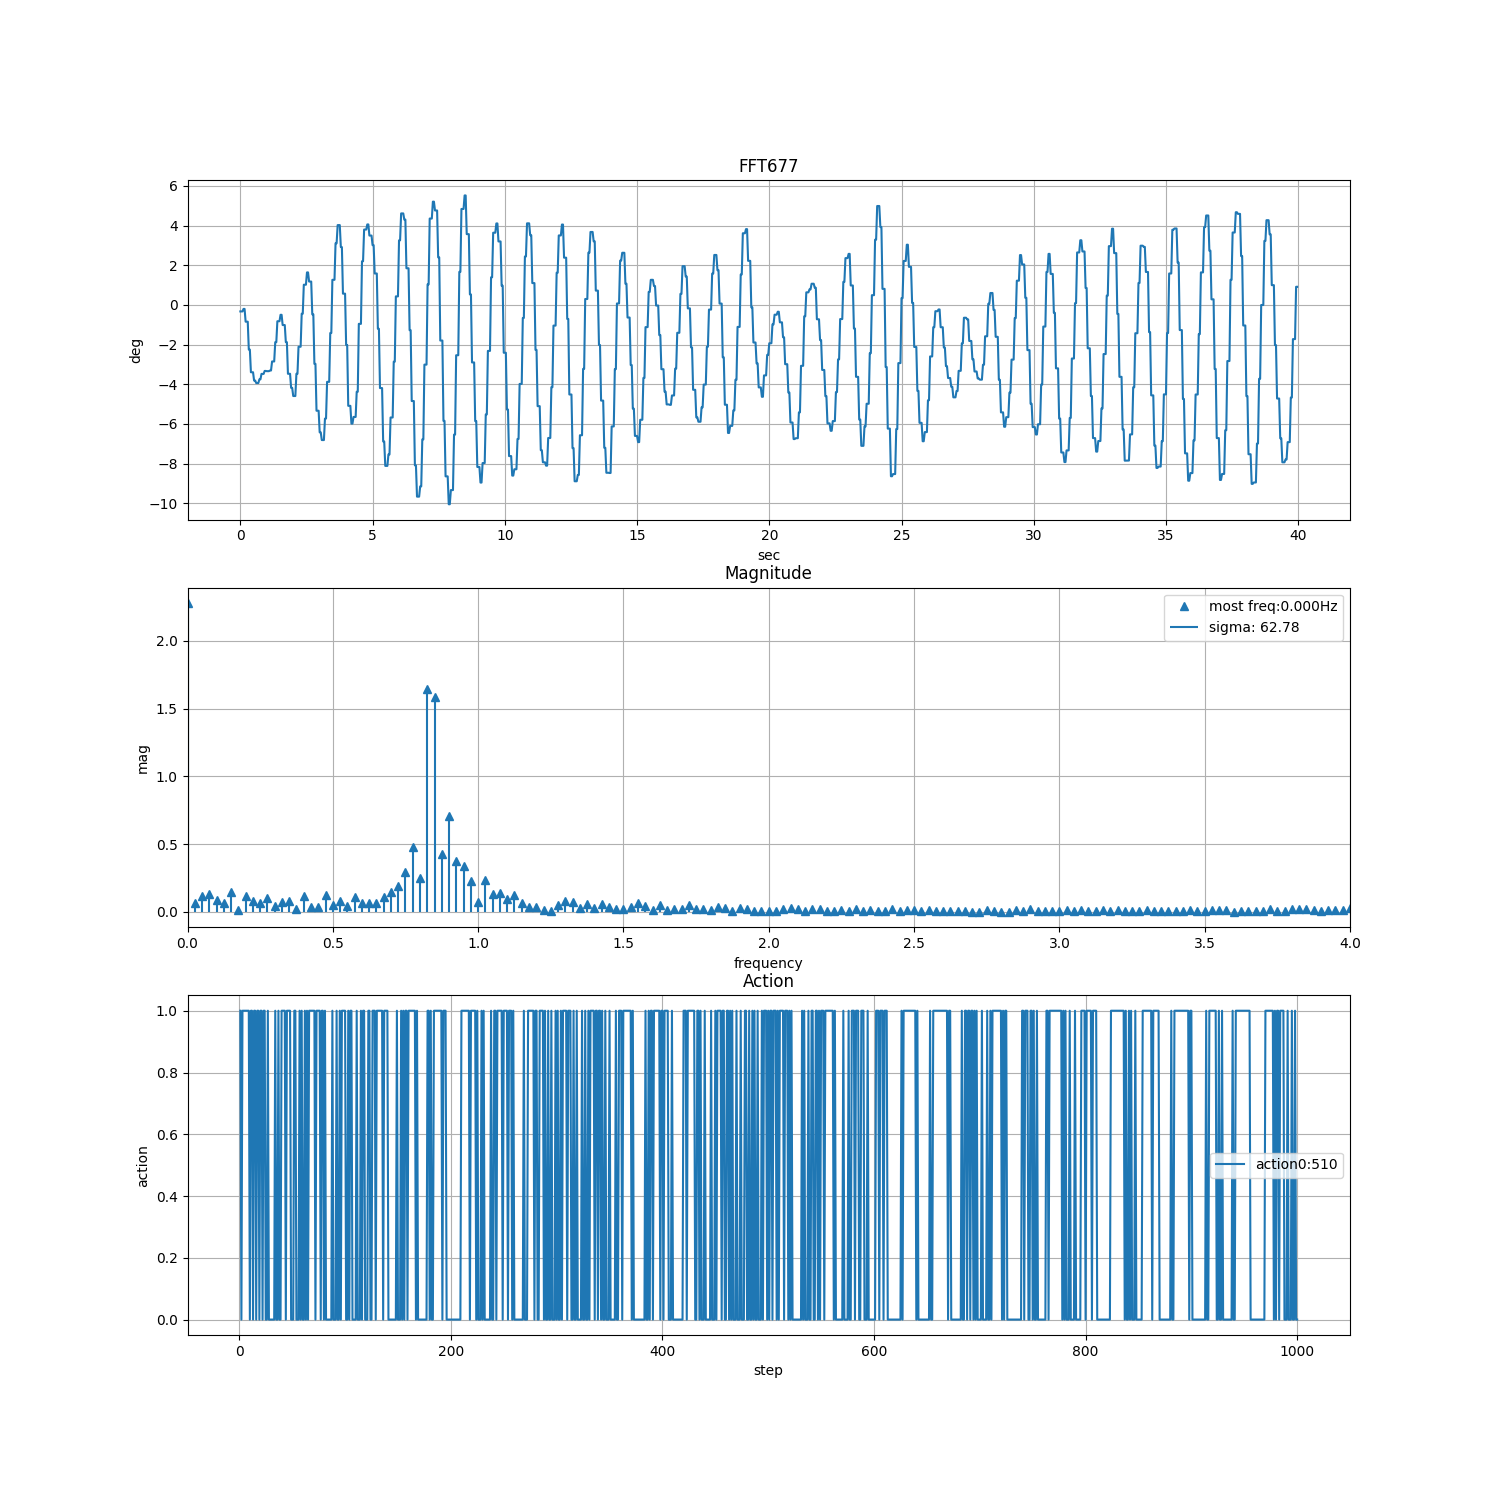 FFT677
6
4
2
0
−2
−4
−6
−8
−10
deg
0 5 10 15 20 25 30 35 40
sec
Magnitude
most freq:0.000Hz
sigma: 62.78
2.0
1.5
1.0
0.5
0.0
mag
0.0 0.5 1.0 1.5 2.0 2.5 3.0 3.5 4.0
frequency
Action
1.0
0.8
0.6
0.4
0.2
0.0
action
action0:510
0 200 400 600 800 1000
step